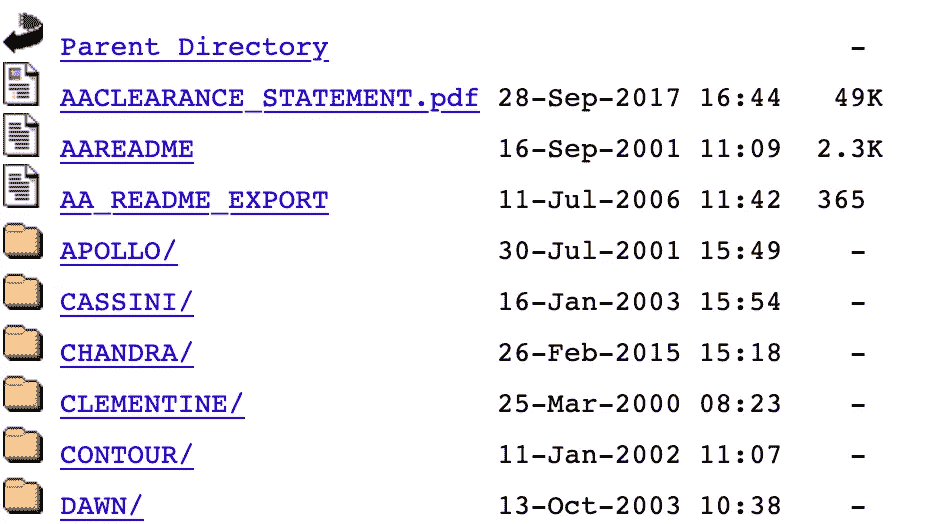 Parent Directory -
AACLEARANCE_STATEMENT.pdf 28-Sep-2017 16:44 49K
AAREADME 16-Sep-2001 11:09 2.3K
AA_README_EXPORT 11-Jul-2006 11:42 365
APOLLO/ 30-Jul-2001 15:49 -
CASSINI/ 16-Jan-2003 15:54 -
CHANDRA/ 26-Feb-2015 15:18 -
CLEMENTINE/ 25-Mar-2000 08:23 -
CONTOUR/ 11-Jan-2002 11:07 -
DAWN/ 13-Oct-2003 10:38 -